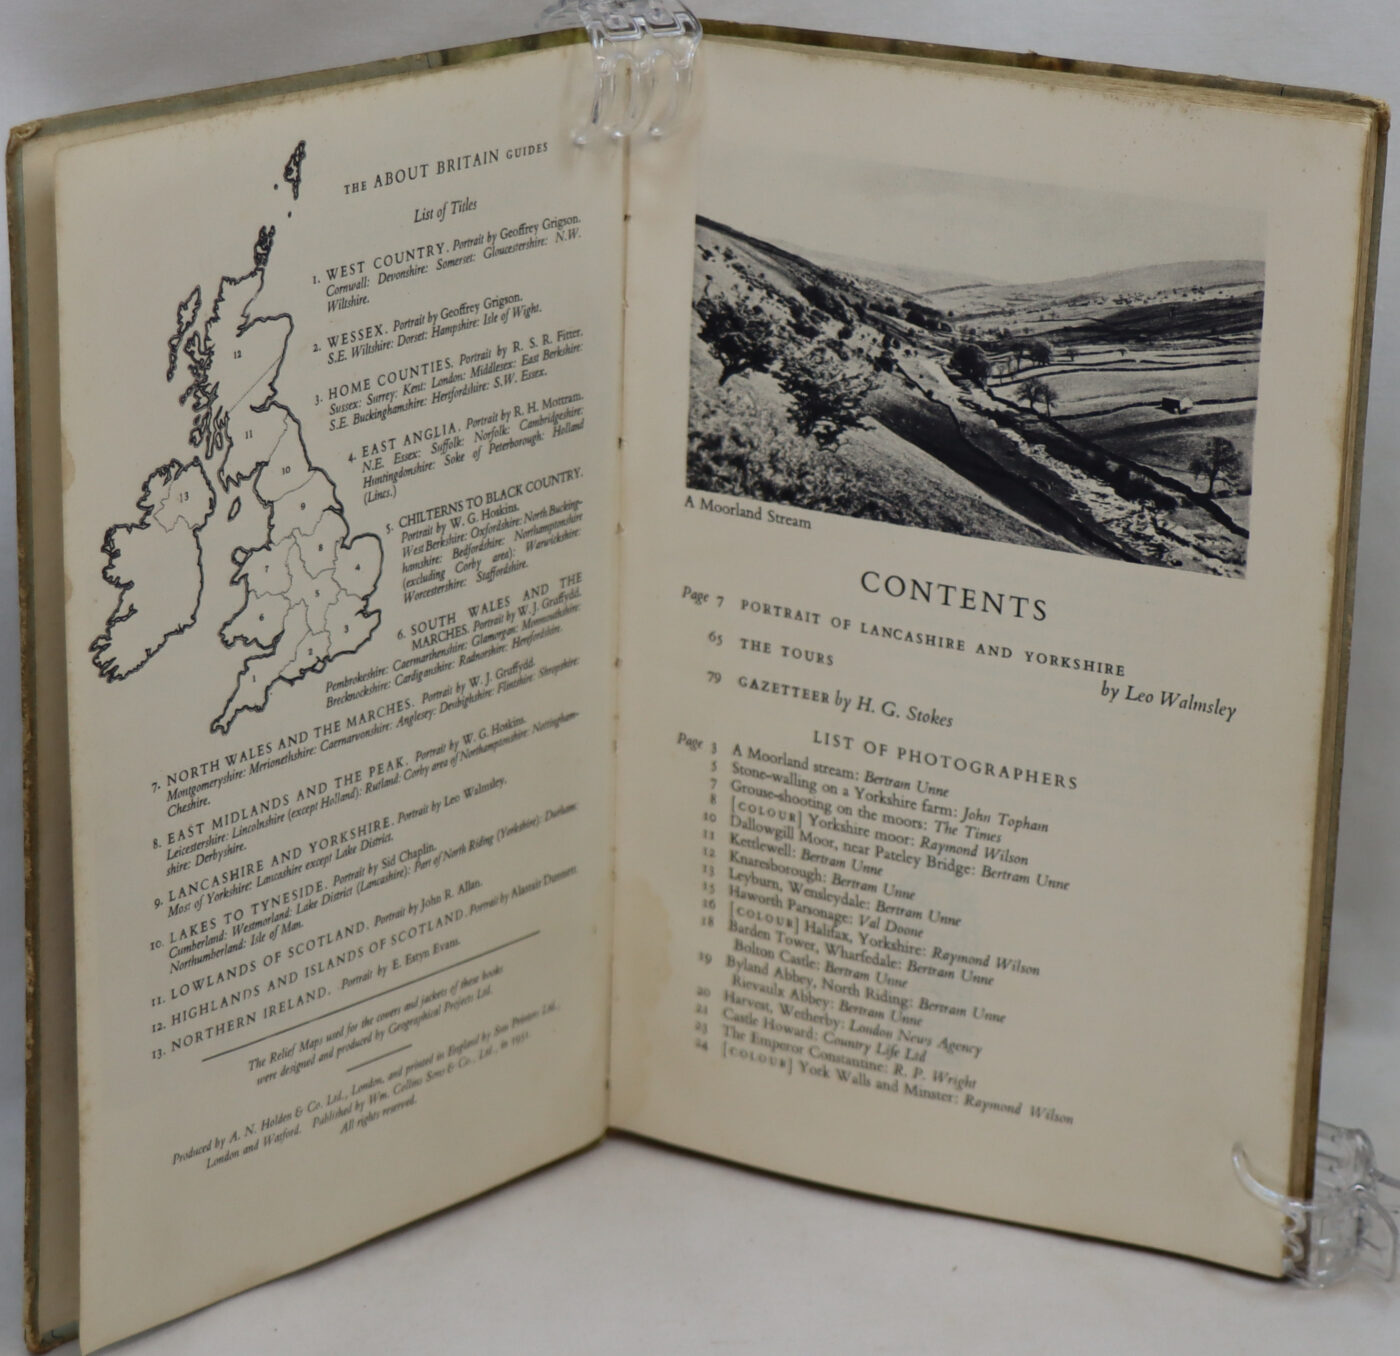 THE ABOUT BRITAIN GUIDES
List of Titles
1. WEST COUNTRY. Portrait by Geoffrey Grigson.
Cornwall: Devonshire: Somerset: Gloucestershire: N.W.
Wiltshire.
2. WESSEX. Portrait by Geoffrey Grigson.
S.E. Wiltshire: Dorset: Hampshire: Isle of Wight.
3. HOME COUNTIES. Portrait by R. S. R. Fitter.
Sussex: Surrey: Kent: London: Middlesex: East Berkshire:
S.E. Buckinghamshire: Hertfordshire: S.W. Essex.
4. EAST ANGLIA. Portrait by R. H. Mottram.
N.E. Essex: Suffolk: Norfolk: Cambridgeshire:
Huntingdonshire: Soke of Peterborough: Holland
(Lincs.)
5. CHILTERNS TO BLACK COUNTRY.
Portrait by W. G. Hoskins.
West Berkshire: Oxfordshire: North Bucking-
hamshire: Bedfordshire: Northamptonshire
(excluding Corby area): Warwickshire:
Worcestershire: Staffordshire.
6. SOUTH WALES AND THE
MARCHES. Portrait by W. J. Gruffydd.
Pembrokeshire: Caermarthenshire: Glamorgan: Monmouthshire:
Brecknockshire: Cardiganshire: Radnorshire: Herefordshire.
7. NORTH WALES AND THE MARCHES. Portrait by W. J. Gruffydd.
Montgomeryshire: Merionethshire: Caernarvonshire: Anglesey: Denbighshire: Flintshire: Shropshire:
Cheshire.
8. EAST MIDLANDS AND THE PEAK. Portrait by W. G. Hoskins.
Leicestershire: Lincolnshire (except Holland): Rutland: Corby area of Northamptonshire: Nottingham-
shire: Derbyshire.
9. LANCASHIRE AND YORKSHIRE. Portrait by Leo Walmsley.
Most of Yorkshire: Lancashire except Lake District.
10. LAKES TO TYNESIDE. Portrait by Sid Chaplin.
Cumberland: Westmorland: Lake District (Lancashire): Part of North Riding (Yorkshire): Durham:
Northumberland: Isle of Man.
11. LOWLANDS OF SCOTLAND. Portrait by John R. Allan.
12. HIGHLANDS AND ISLANDS OF SCOTLAND. Portrait by Alastair Dunnett.
13. NORTHERN IRELAND. Portrait by E. Estyn Evans.
The Relief Maps used for the covers and jackets of these books
were designed and produced by Geographical Projects Ltd.
Produced by A. N. Holden & Co. Ltd., London, and printed in England by Sun Printers Ltd.,
London and Watford. Published by Wm. Collins Sons & Co., Ltd., in 1951
All rights reserved.
12
11
10
13
9
8
7
4
5
6
3
2
1
A Moorland Stream
CONTENTS
Page 7 PORTRAIT OF LANCASHIRE AND YORKSHIRE
by Leo Walmsley
65 THE TOURS
79 GAZETTEER by H. G. Stokes
LIST OF PHOTOGRAPHERS
Page 3 A Moorland stream: Bertram Unne
5 Stone-walling on a Yorkshire farm: John Topham
7 Grouse-shooting on the moors: The Times
8 [COLOUR] Yorkshire moor: Raymond Wilson
10 Dallowgill Moor, near Pateley Bridge: Bertram Unne
11 Kettlewell: Bertram Unne
12 Knaresborough: Bertram Unne
13 Leyburn, Wensleydale: Bertram Unne
15 Haworth Parsonage: Val Doone
16 [COLOUR] Halifax, Yorkshire: Raymond Wilson
18 Barden Tower, Wharfedale: Bertram Unne
Bolton Castle: Bertram Unne
19 Byland Abbey, North Riding: Bertram Unne
Rievaulx Abbey: Bertram Unne
20 Harvest, Wetherby: London News Agency
21 Castle Howard: Country Life Ltd
23 The Emperor Constantine: R. P. Wright
24 [COLOUR] York Walls and Minster: Raymond Wilson